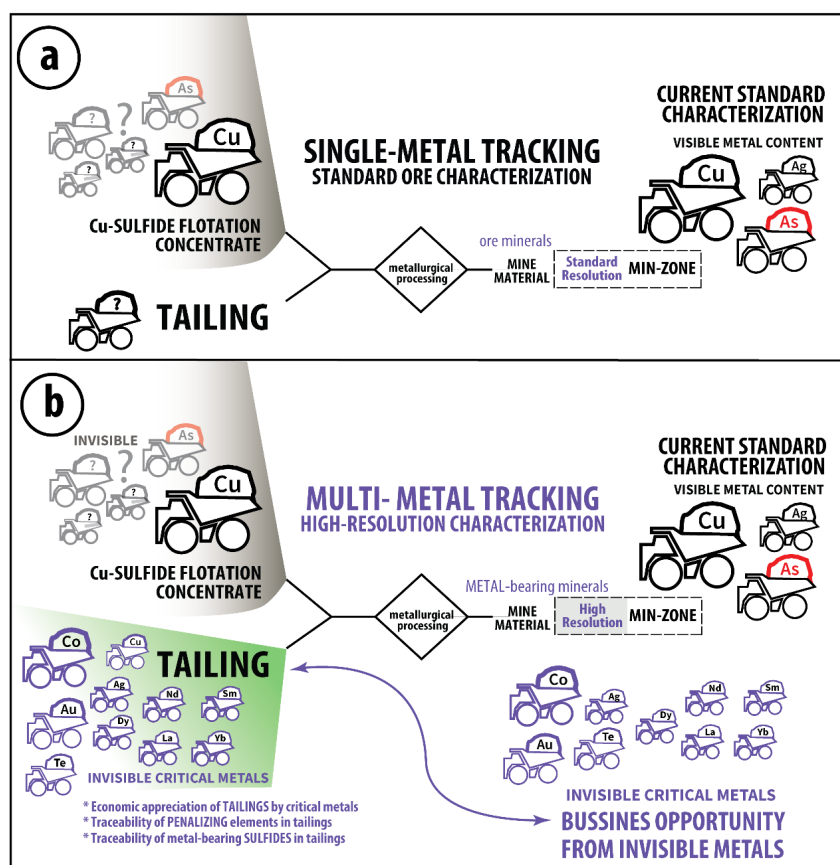 a
As
?
?
?
?
Cu
Cu-SULFIDE FLOTATION
CONCENTRATE
?
TAILING
SINGLE-METAL TRACKING
STANDARD ORE CHARACTERIZATION
metallurgical
processing
ore minerals
MINE
MATERIAL
Standard
Resolution
MIN-ZONE
CURRENT STANDARD
CHARACTERIZATION
VISIBLE METAL CONTENT
Cu
Ag
As
b
INVISIBLE
As
?
?
?
?
Cu
Cu-SULFIDE FLOTATION
CONCENTRATE
MULTI- METAL TRACKING
HIGH-RESOLUTION CHARACTERIZATION
metallurgical
processing
METAL-bearing minerals
MINE
MATERIAL
High
Resolution
MIN-ZONE
CURRENT STANDARD
CHARACTERIZATION
VISIBLE METAL CONTENT
Cu
Ag
As
TAILING
Co
Cu
Ag
Nd
Sm
Au
Dy
La
Yb
Te
INVISIBLE CRITICAL METALS
* Economic appreciation of TAILINGS by critical metals
* Traceability of PENALIZING elements in tailings
* Traceability of metal-bearing SULFIDES in tailings
Co
Ag
Nd
Sm
Dy
Au
Te
La
Yb
INVISIBLE CRITICAL METALS
BUSSINES OPPORTUNITY
FROM INVISIBLE METALS